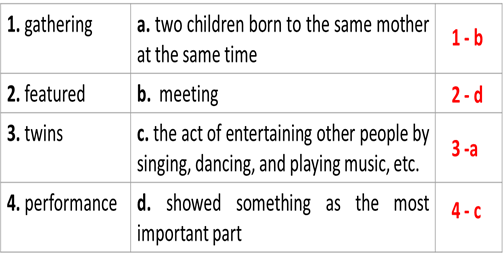 1. gathering
a. two children born to the same mother
at the same time
1 - b
2. featured
b. meeting
2 - d
3. twins
c. the act of entertaining other people by
singing, dancing, and playing music, etc.
3 -a
4. performance
d. showed something as the most
important part
4 - c